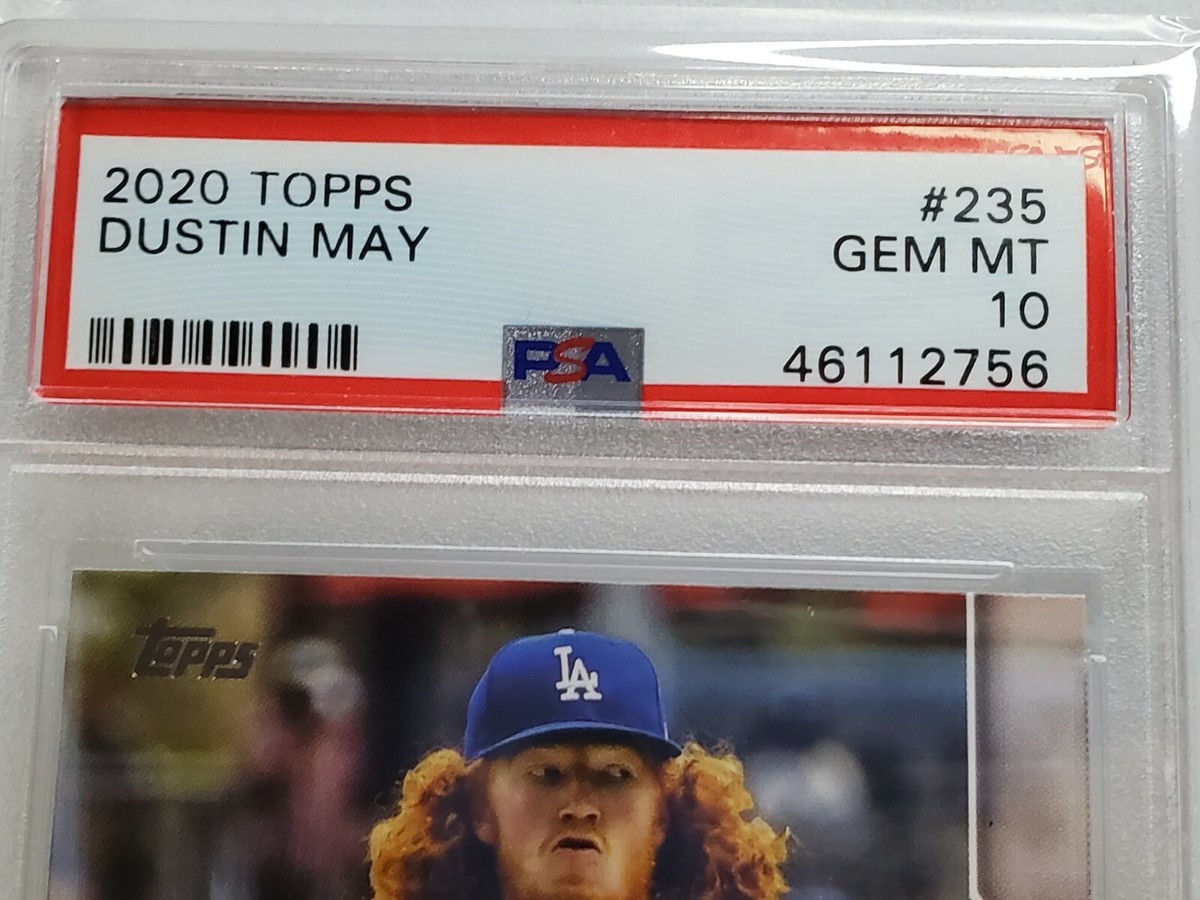 2020 TOPPS
DUSTIN MAY
#235
GEM MT
10
46112756
PSA
Topps
LA